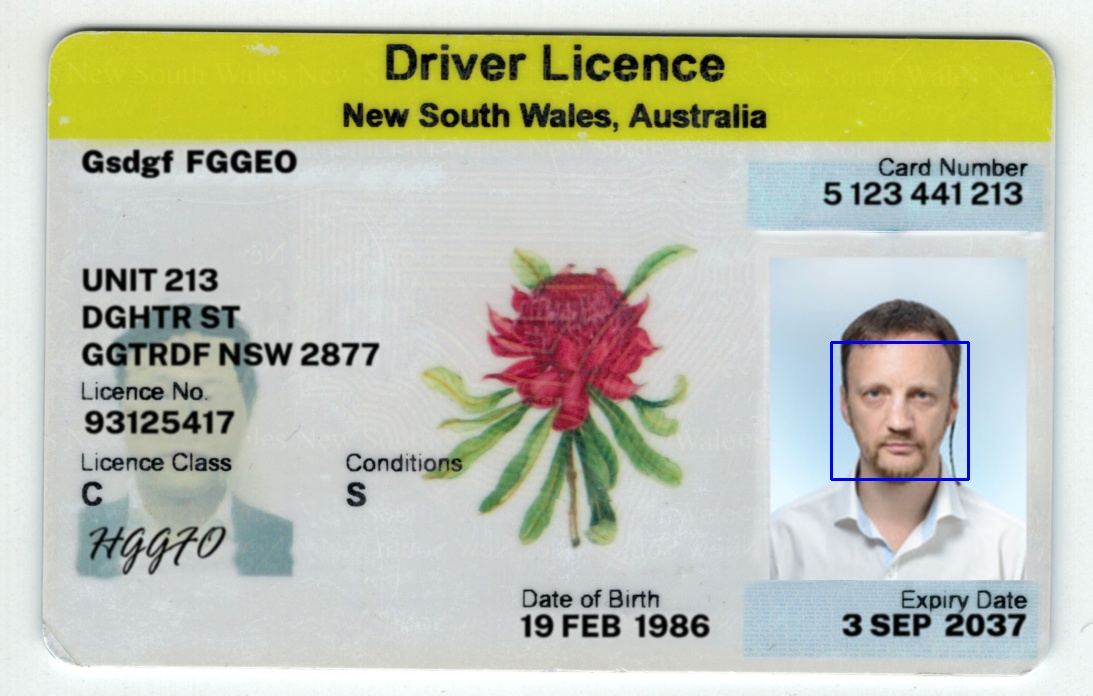 Driver Licence
New South Wales, Australia
Gsdgf FGGEO
Card Number
5 123 441 213
UNIT 213
DGHTR ST
GGTRDF NSW 2877
Licence No.
93125417
Licence Class
Conditions
C
S
HGGFO
Date of Birth
19 FEB 1986
Expiry Date
3 SEP 2037